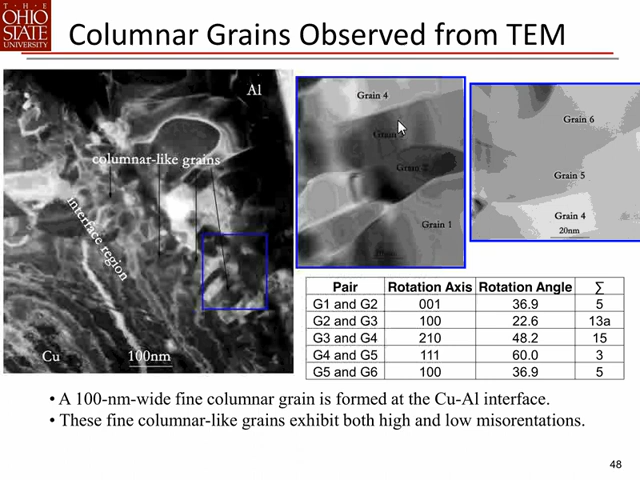 THE
OHIO
STATE
UNIVERSITY
Columnar Grains Observed from TEM
Al
columnar-like grains
interface region
Cu
100nm
Grain 4
Grain
Grain 2
Grain 1
Grain 6
Grain 5
Grain 4
20nm
Pair Rotation Axis Rotation Angle ∑
G1 and G2 001 36.9 5
G2 and G3 100 22.6 13a
G3 and G4 210 48.2 15
G4 and G5 111 60.0 3
G5 and G6 100 36.9 5
• A 100-nm-wide fine columnar grain is formed at the Cu-Al interface.
• These fine columnar-like grains exhibit both high and low misorentations.
48